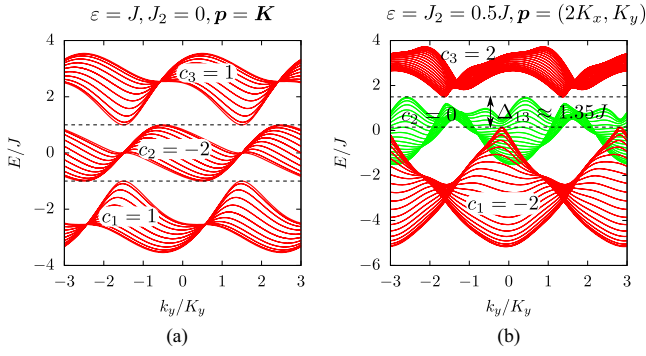 ε = J, J₂ = 0, p = K
E/J
4
2
0
−2
−4
c₃ = 1
c₂ = −2
c₁ = 1
−3 −2 −1 0 1 2 3
k_y/K_y
(a)
ε = J₂ = 0.5J, p = (2K_x, K_y)
E/J
4
2
0
−2
−4
−6
c₃ = 2
c₂ = 0
Δ₁₃ ≈ 1.35J
c₁ = −2
−3 −2 −1 0 1 2 3
k_y/K_y
(b)